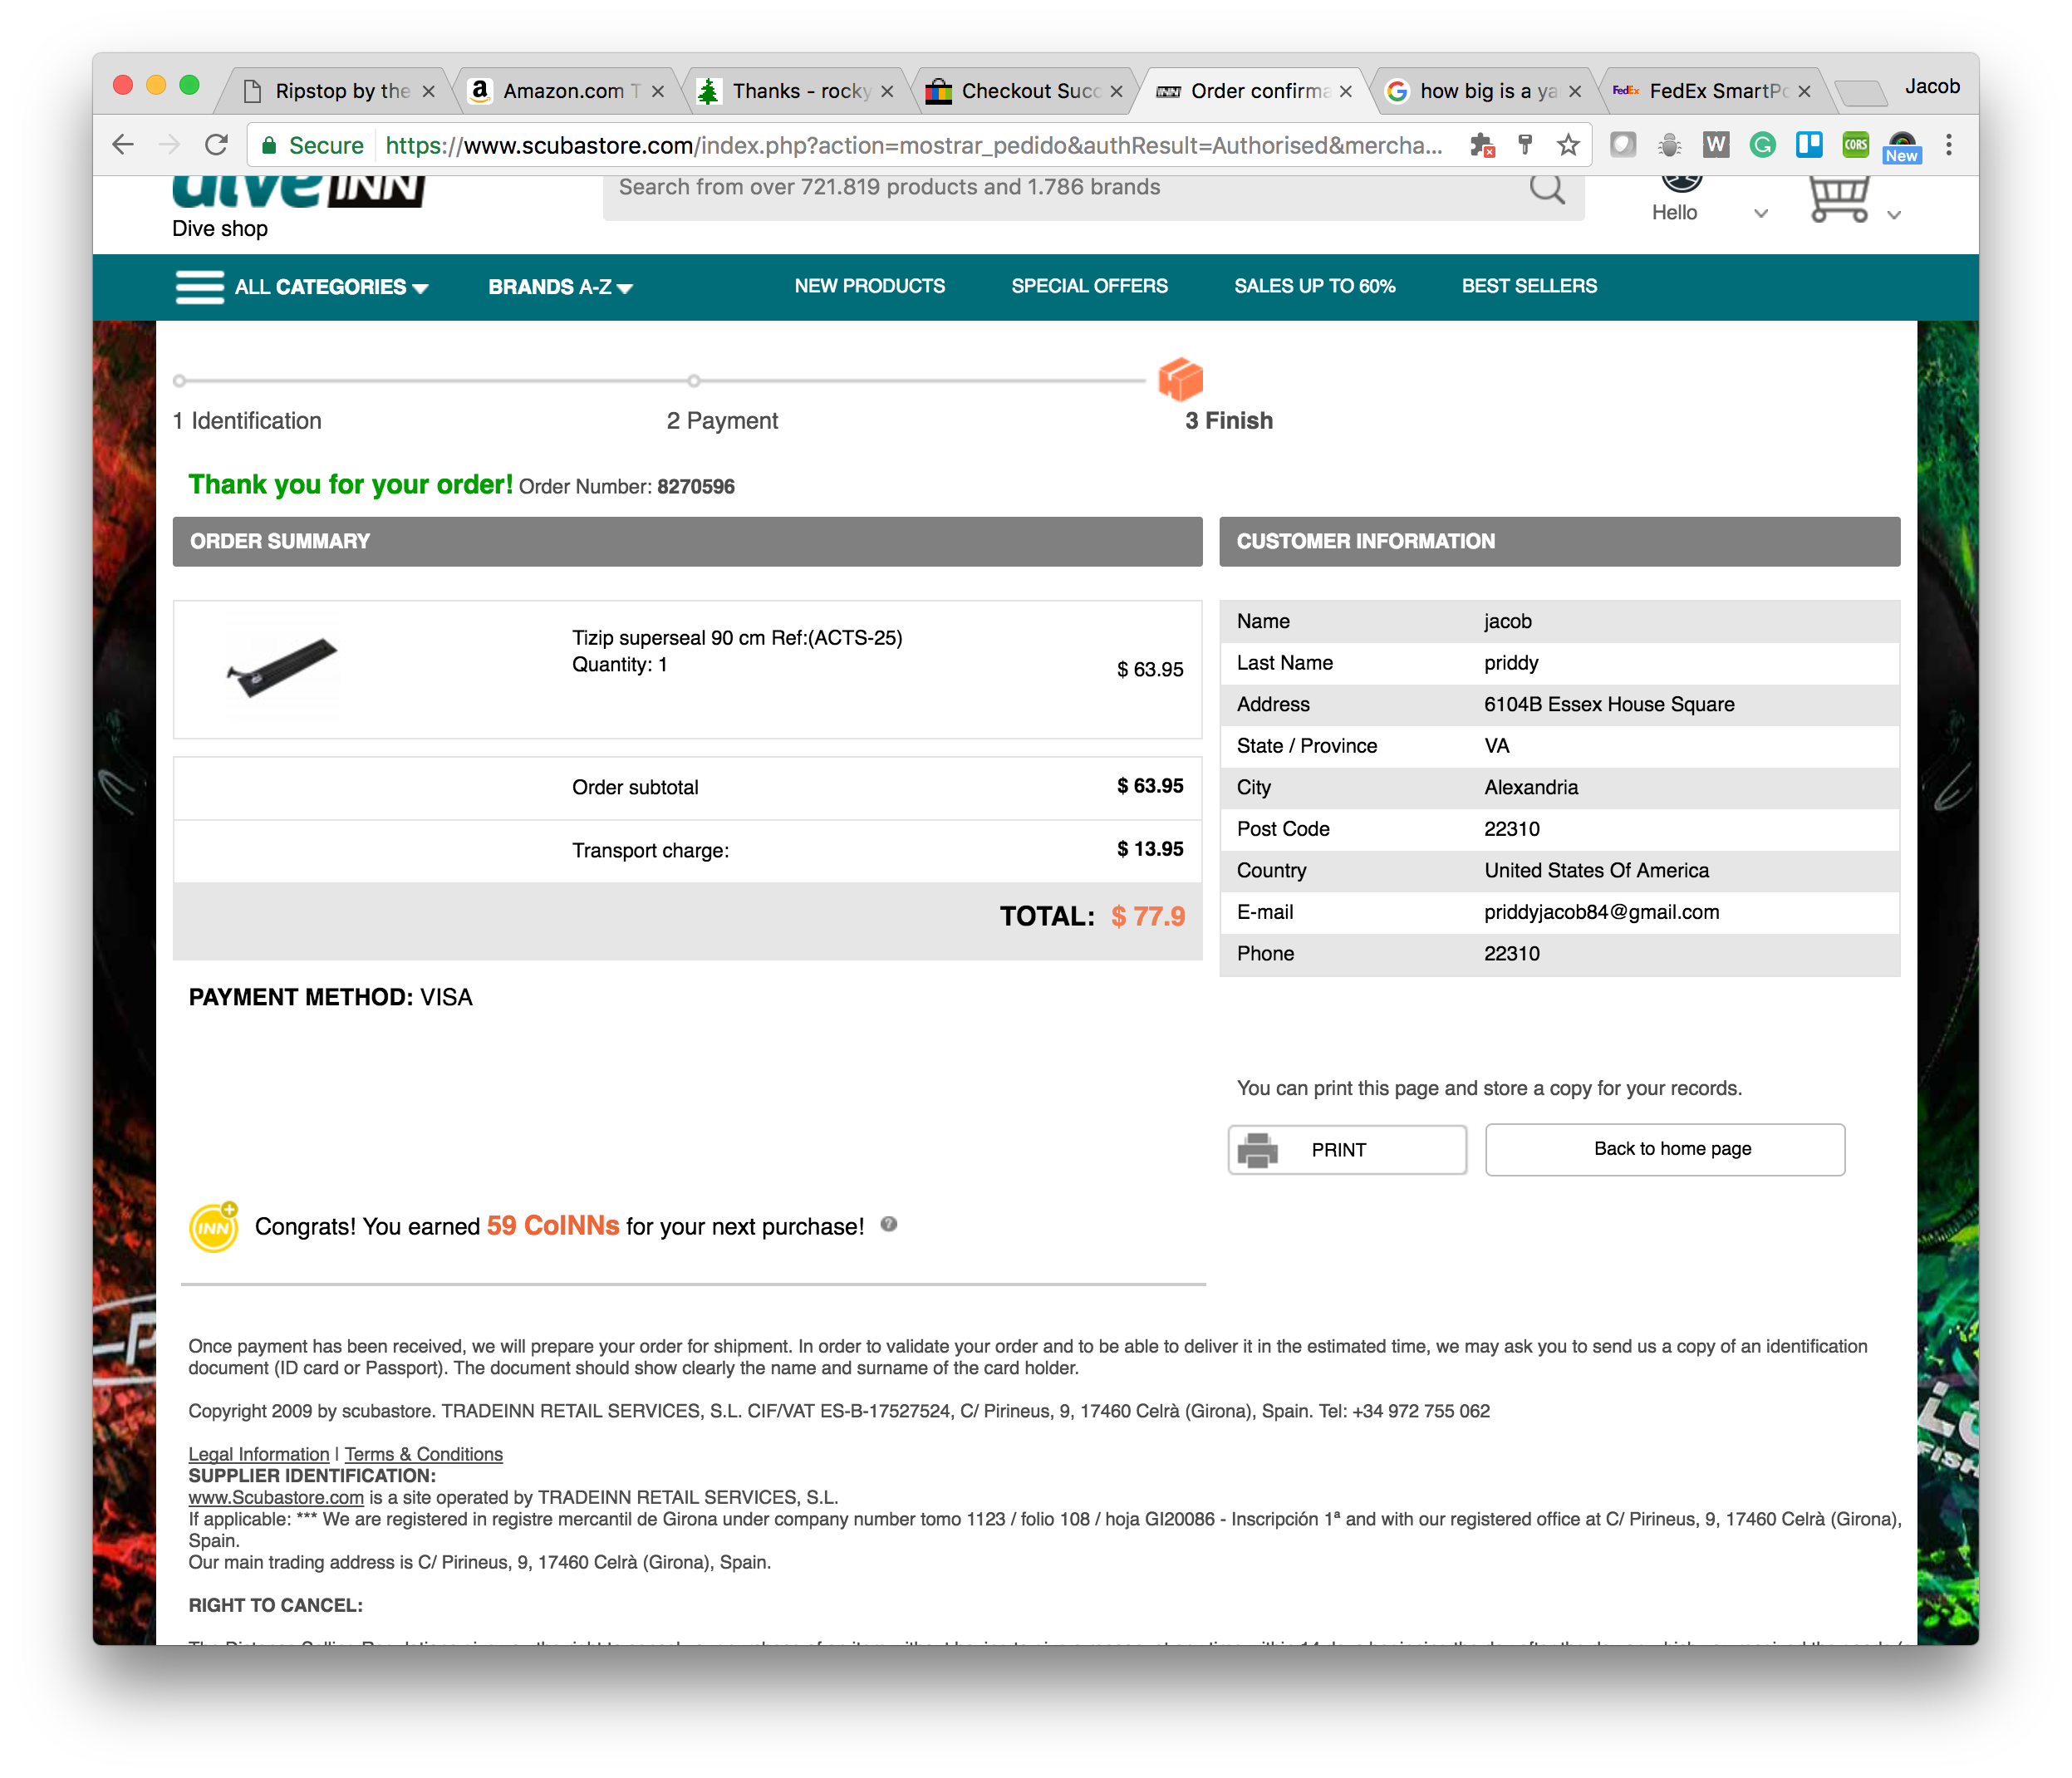 Ripstop by the
Amazon.com T
Thanks - rocky
Checkout Succ
Order confirma
how big is a ya
FedEx SmartPo
Jacob
Secure
https://www.scubastore.com/index.php?action=mostrar_pedido&authResult=Authorised&mercha...
W
CORS
New
dive INN
Dive shop
Search from over 721.819 products and 1.786 brands
Hello
ALL CATEGORIES
BRANDS A-Z
NEW PRODUCTS
SPECIAL OFFERS
SALES UP TO 60%
BEST SELLERS
1 Identification
2 Payment
3 Finish
Thank you for your order! Order Number: 8270596
ORDER SUMMARY
Tizip superseal 90 cm Ref:(ACTS-25)
Quantity: 1
$ 63.95
Order subtotal $ 63.95
Transport charge: $ 13.95
TOTAL: $ 77.9
PAYMENT METHOD: VISA
CUSTOMER INFORMATION
Name jacob
Last Name priddy
Address 6104B Essex House Square
State / Province VA
City Alexandria
Post Code 22310
Country United States Of America
E-mail priddyjacob84@gmail.com
Phone 22310
You can print this page and store a copy for your records.
PRINT
Back to home page
INN
Congrats! You earned 59 CoINNs for your next purchase!
Once payment has been received, we will prepare your order for shipment. In order to validate your order and to be able to deliver it in the estimated time, we may ask you to send us a copy of an identification
document (ID card or Passport). The document should show clearly the name and surname of the card holder.
Copyright 2009 by scubastore. TRADEINN RETAIL SERVICES, S.L. CIF/VAT ES-B-17527524, C/ Pirineus, 9, 17460 Celrà (Girona), Spain. Tel: +34 972 755 062
Legal Information | Terms & Conditions
SUPPLIER IDENTIFICATION:
www.Scubastore.com is a site operated by TRADEINN RETAIL SERVICES, S.L.
If applicable: *** We are registered in registre mercantil de Girona under company number tomo 1123 / folio 108 / hoja GI20086 - Inscripción 1ª and with our registered office at C/ Pirineus, 9, 17460 Celrà (Girona),
Spain.
Our main trading address is C/ Pirineus, 9, 17460 Celrà (Girona), Spain.
RIGHT TO CANCEL: